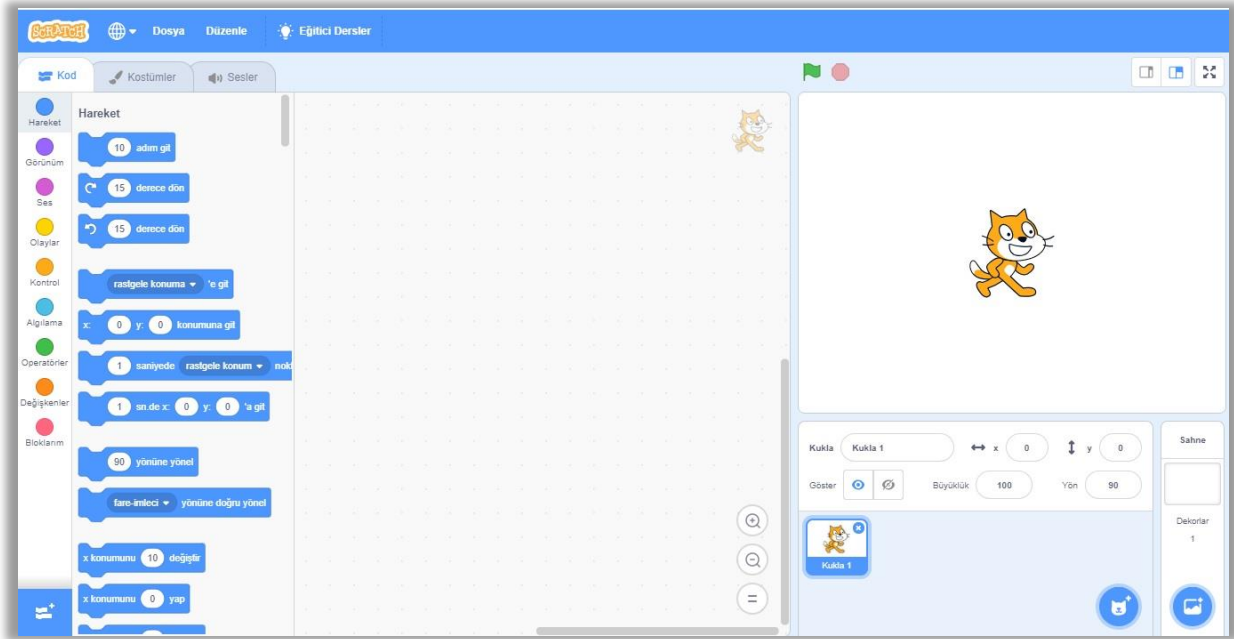 SCRATCH Dosya Düzenle Eğitici Dersler
Kod Kostümler Sesler
Hareket
Görünüm
Ses
Olaylar
Kontrol
Algılama
Operatörler
Değişkenler
Bloklarım
Hareket
10 adım git
15 derece dön
15 derece dön
rastgele konuma 'e git
x: 0 y: 0 konumuna git
1 saniyede rastgele konum nok
1 sn.de x: 0 y: 0 'a git
90 yönüne yönel
fare-imleci yönüne doğru yönel
x konumunu 10 değiştir
x konumunu 0 yap
Kukla Kukla 1 x 0 y 0
Göster Büyüklük 100 Yön 90
Kukla 1
Sahne
Dekorlar
1